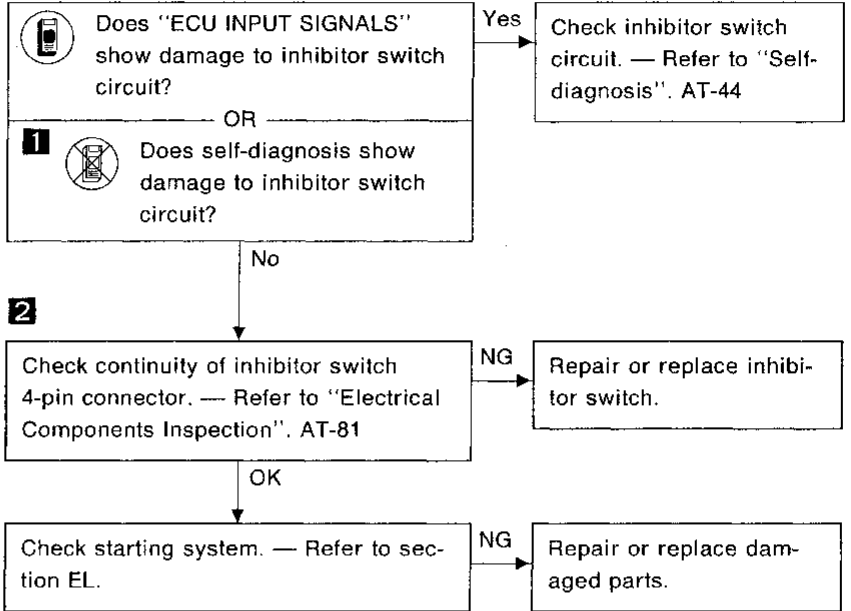 Does "ECU INPUT SIGNALS"
show damage to inhibitor switch
circuit?
OR
1
Does self-diagnosis show
damage to inhibitor switch
circuit?
Yes
Check inhibitor switch
circuit. — Refer to "Self-
diagnosis". AT-44
No
2
Check continuity of inhibitor switch
4-pin connector. — Refer to "Electrical
Components Inspection". AT-81
NG
Repair or replace inhibi-
tor switch.
OK
Check starting system. — Refer to sec-
tion EL.
NG
Repair or replace dam-
aged parts.